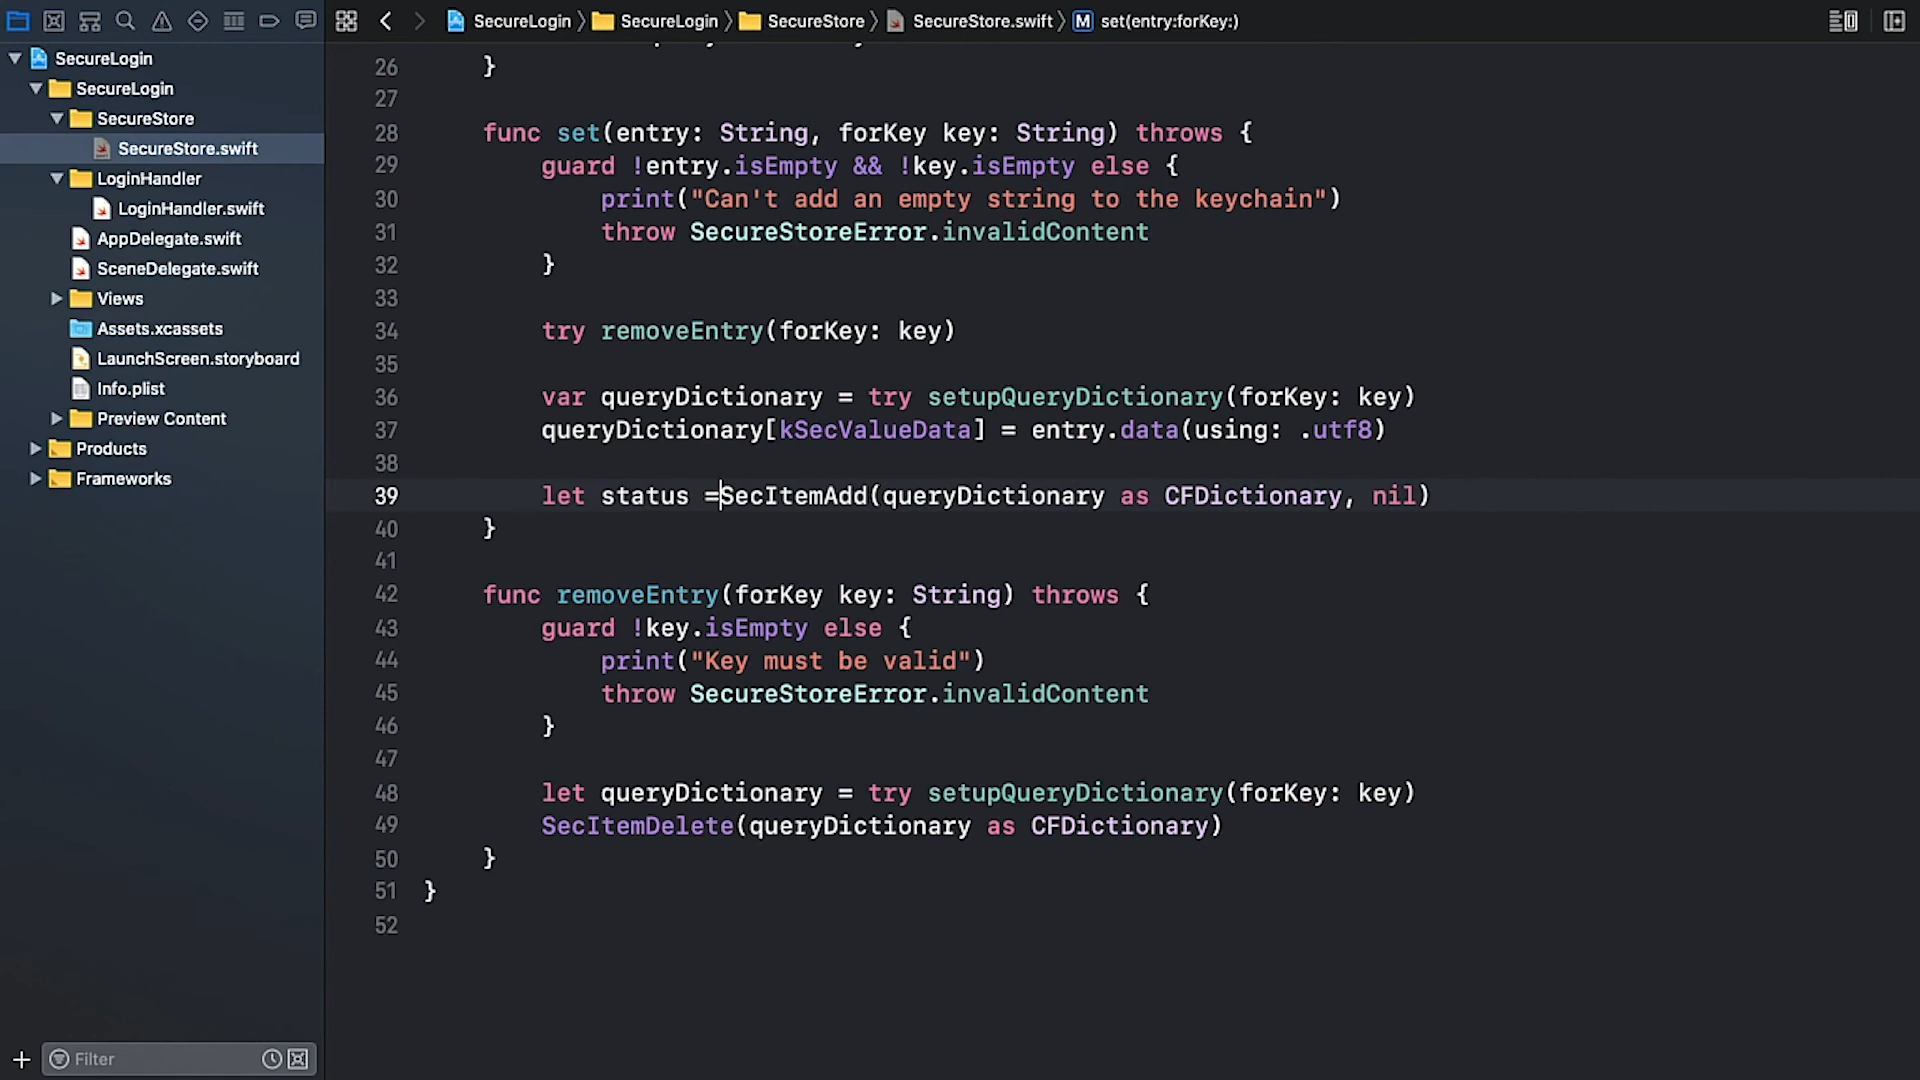 SecureLogin 〉 SecureLogin 〉 SecureStore 〉 SecureStore.swift 〉 M set(entry:forKey:)
SecureLogin
SecureLogin
SecureStore
SecureStore.swift
LoginHandler
LoginHandler.swift
AppDelegate.swift
SceneDelegate.swift
Views
Assets.xcassets
LaunchScreen.storyboard
Info.plist
Preview Content
Products
Frameworks
Filter
26 }
27
28 func set(entry: String, forKey key: String) throws {
29 guard !entry.isEmpty && !key.isEmpty else {
30 print("Can't add an empty string to the keychain")
31 throw SecureStoreError.invalidContent
32 }
33
34 try removeEntry(forKey: key)
35
36 var queryDictionary = try setupQueryDictionary(forKey: key)
37 queryDictionary[kSecValueData] = entry.data(using: .utf8)
38
39 let status =SecItemAdd(queryDictionary as CFDictionary, nil)
40 }
41
42 func removeEntry(forKey key: String) throws {
43 guard !key.isEmpty else {
44 print("Key must be valid")
45 throw SecureStoreError.invalidContent
46 }
47
48 let queryDictionary = try setupQueryDictionary(forKey: key)
49 SecItemDelete(queryDictionary as CFDictionary)
50 }
51 }
52